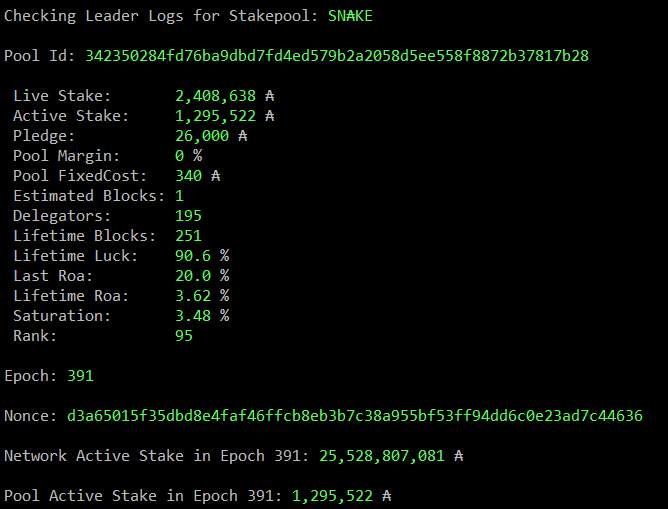 Checking Leader Logs for Stakepool: SN₳KE
Pool Id: 342350284fd76ba9dbd7fd4ed579b2a2058d5ee558f8872b37817b28
Live Stake: 2,408,638 ₳
Active Stake: 1,295,522 ₳
Pledge: 26,000 ₳
Pool Margin: 0 %
Pool FixedCost: 340 ₳
Estimated Blocks: 1
Delegators: 195
Lifetime Blocks: 251
Lifetime Luck: 90.6 %
Last Roa: 20.0 %
Lifetime Roa: 3.62 %
Saturation: 3.48 %
Rank: 95
Epoch: 391
Nonce: d3a65015f35dbd8e4faf46ffcb8eb3b7c38a955bf53ff94dd6c0e23ad7c44636
Network Active Stake in Epoch 391: 25,528,807,081 ₳
Pool Active Stake in Epoch 391: 1,295,522 ₳